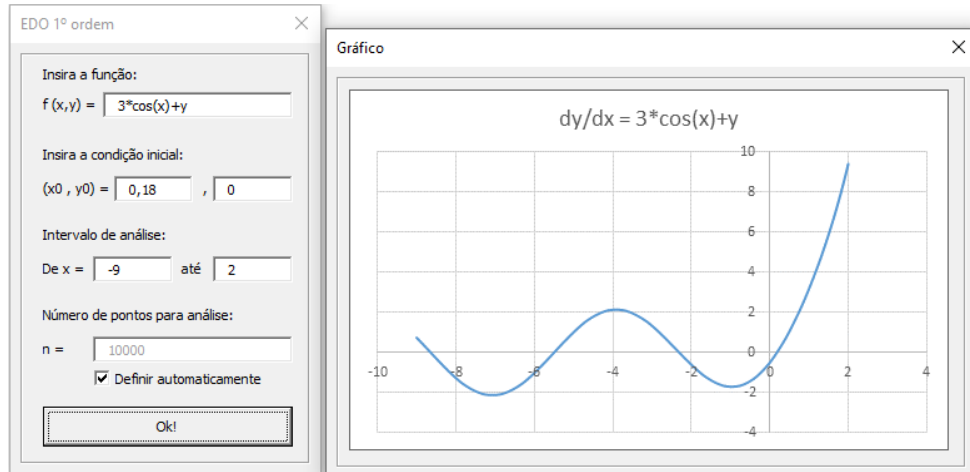 EDO 1º ordem
Insira a função:
f (x,y) = 3*cos(x)+y
Insira a condição inicial:
(x0 , y0) = 0,18 , 0
Intervalo de análise:
De x = -9 até 2
Número de pontos para análise:
n = 10000
Definir automaticamente
Ok!
Gráfico
dy/dx = 3*cos(x)+y
10
8
6
4
2
0
-2
-4
-10 -8 -6 -4 -2 0 2 4